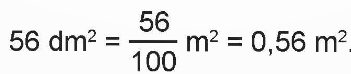 56 dm² = 56/100 m² = 0,56 m².